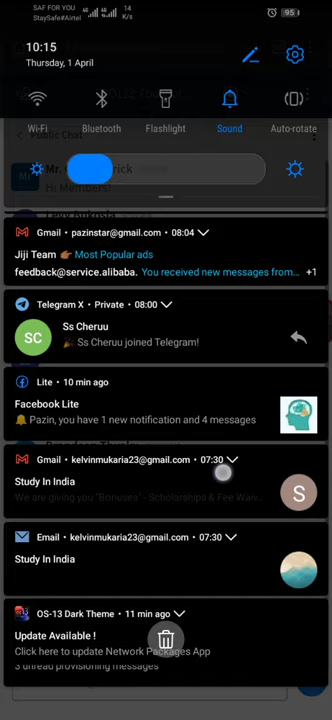 SAF FOR YOU
StaySafe#Airtel
14
K/s
95
10:15
Thursday, 1 April
Wi-Fi
Bluetooth
Flashlight
Sound
Auto-rotate
Public Chat
Hi Members!
Gmail • pazinstar@gmail.com • 08:04
Jiji Team 👉🏾 Most Popular ads
feedback@service.alibaba. You received new messages from... +1
Telegram X • Private • 08:00
SC
Ss Cheruu
🎉 Ss Cheruu joined Telegram!
Lite • 10 min ago
Facebook Lite
🔔 Pazin, you have 1 new notification and 4 messages
Gmail • kelvinmukaria23@gmail.com • 07:30
Study In India
We are giving you "Bonuses" - Scholarships & Fee Waiv...
S
Email • kelvinmukaria23@gmail.com • 07:30
Study In India
OS-13 Dark Theme • 11 min ago
Update Available !
Click here to update Network Packages App
3 unread provisioning messages